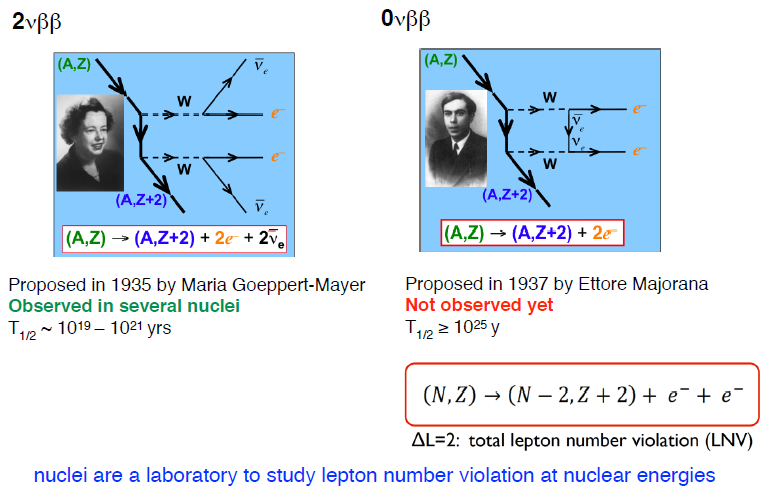 2νββ
0νββ
(A,Z)
W
ν̄e
e-
e-
W
ν̄e
(A,Z+2)
(A,Z) → (A,Z+2) + 2e- + 2ν̄e
(A,Z)
W
e-
ν̄e
νe
e-
W
(A,Z+2)
(A,Z) → (A,Z+2) + 2e-
Proposed in 1935 by Maria Goeppert-Mayer
Observed in several nuclei
T1/2 ~ 10¹⁹ – 10²¹ yrs
Proposed in 1937 by Ettore Majorana
Not observed yet
T1/2 ≥ 10²⁵ y
(N, Z) → (N − 2, Z + 2) + e⁻ + e⁻
ΔL=2: total lepton number violation (LNV)
nuclei are a laboratory to study lepton number violation at nuclear energies